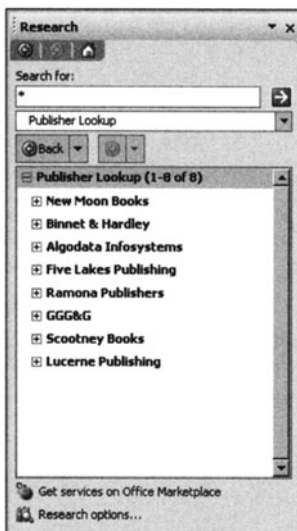 Research
Search for:
*
Publisher Lookup
Back
Publisher Lookup (1-8 of 8)
New Moon Books
Binnet & Hardley
Algodata Infosystems
Five Lakes Publishing
Ramona Publishers
GGG&G
Scootney Books
Lucerne Publishing
Get services on Office Marketplace
Research options...